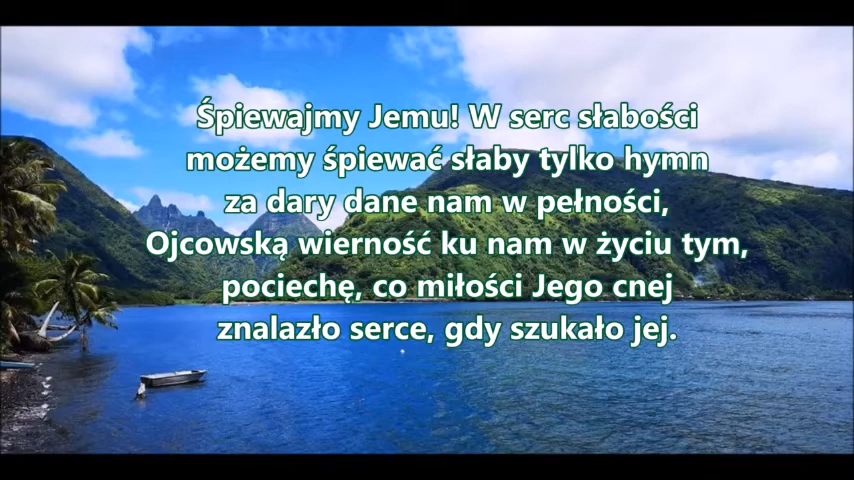 Śpiewajmy Jemu! W serc słabości
możemy śpiewać słaby tylko hymn
za dary dane nam w pełności,
Ojcowską wierność ku nam w życiu tym,
pociechę, co miłości Jego cnej
znalazło serce, gdy szukało jej.